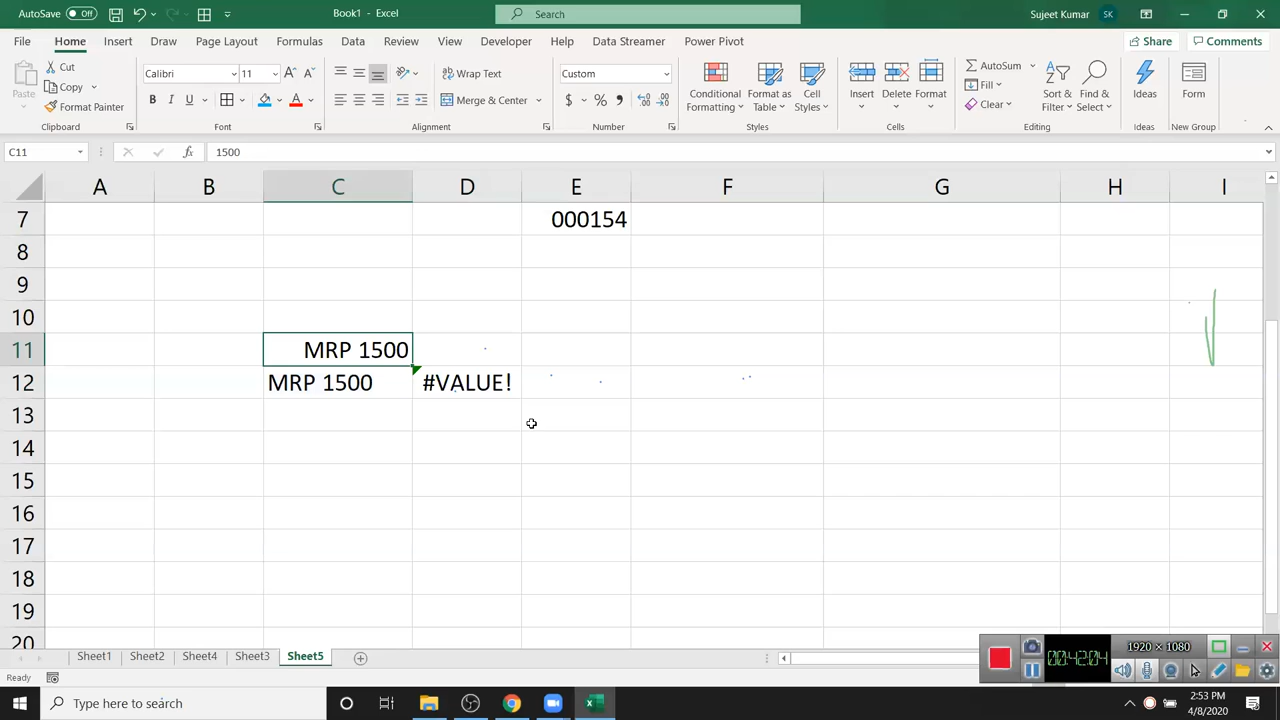 AutoSave Off Book1 - Excel Search Sujeet Kumar SK
File Home Insert Draw Page Layout Formulas Data Review View Developer Help Data Streamer Power Pivot Share Comments
Paste Cut Copy Format Painter Clipboard
Calibri 11 A A B I U A Font
Wrap Text Merge & Center Alignment
Custom $ % Number
Conditional Formatting Format as Table Cell Styles Styles
Insert Delete Format Cells
AutoSum Fill Clear Sort & Filter Find & Select Editing
Ideas Ideas
Form New Group
C11 fx 1500
A B C D E F G H I
7 000154
8
9
10
11 MRP 1500
12 MRP 1500 #VALUE!
13
14
15
16
17
18
19
20
Sheet1 Sheet2 Sheet4 Sheet3 Sheet5
1920 × 1080
00:42:04
Ready
Type here to search
2:53 PM
4/8/2020